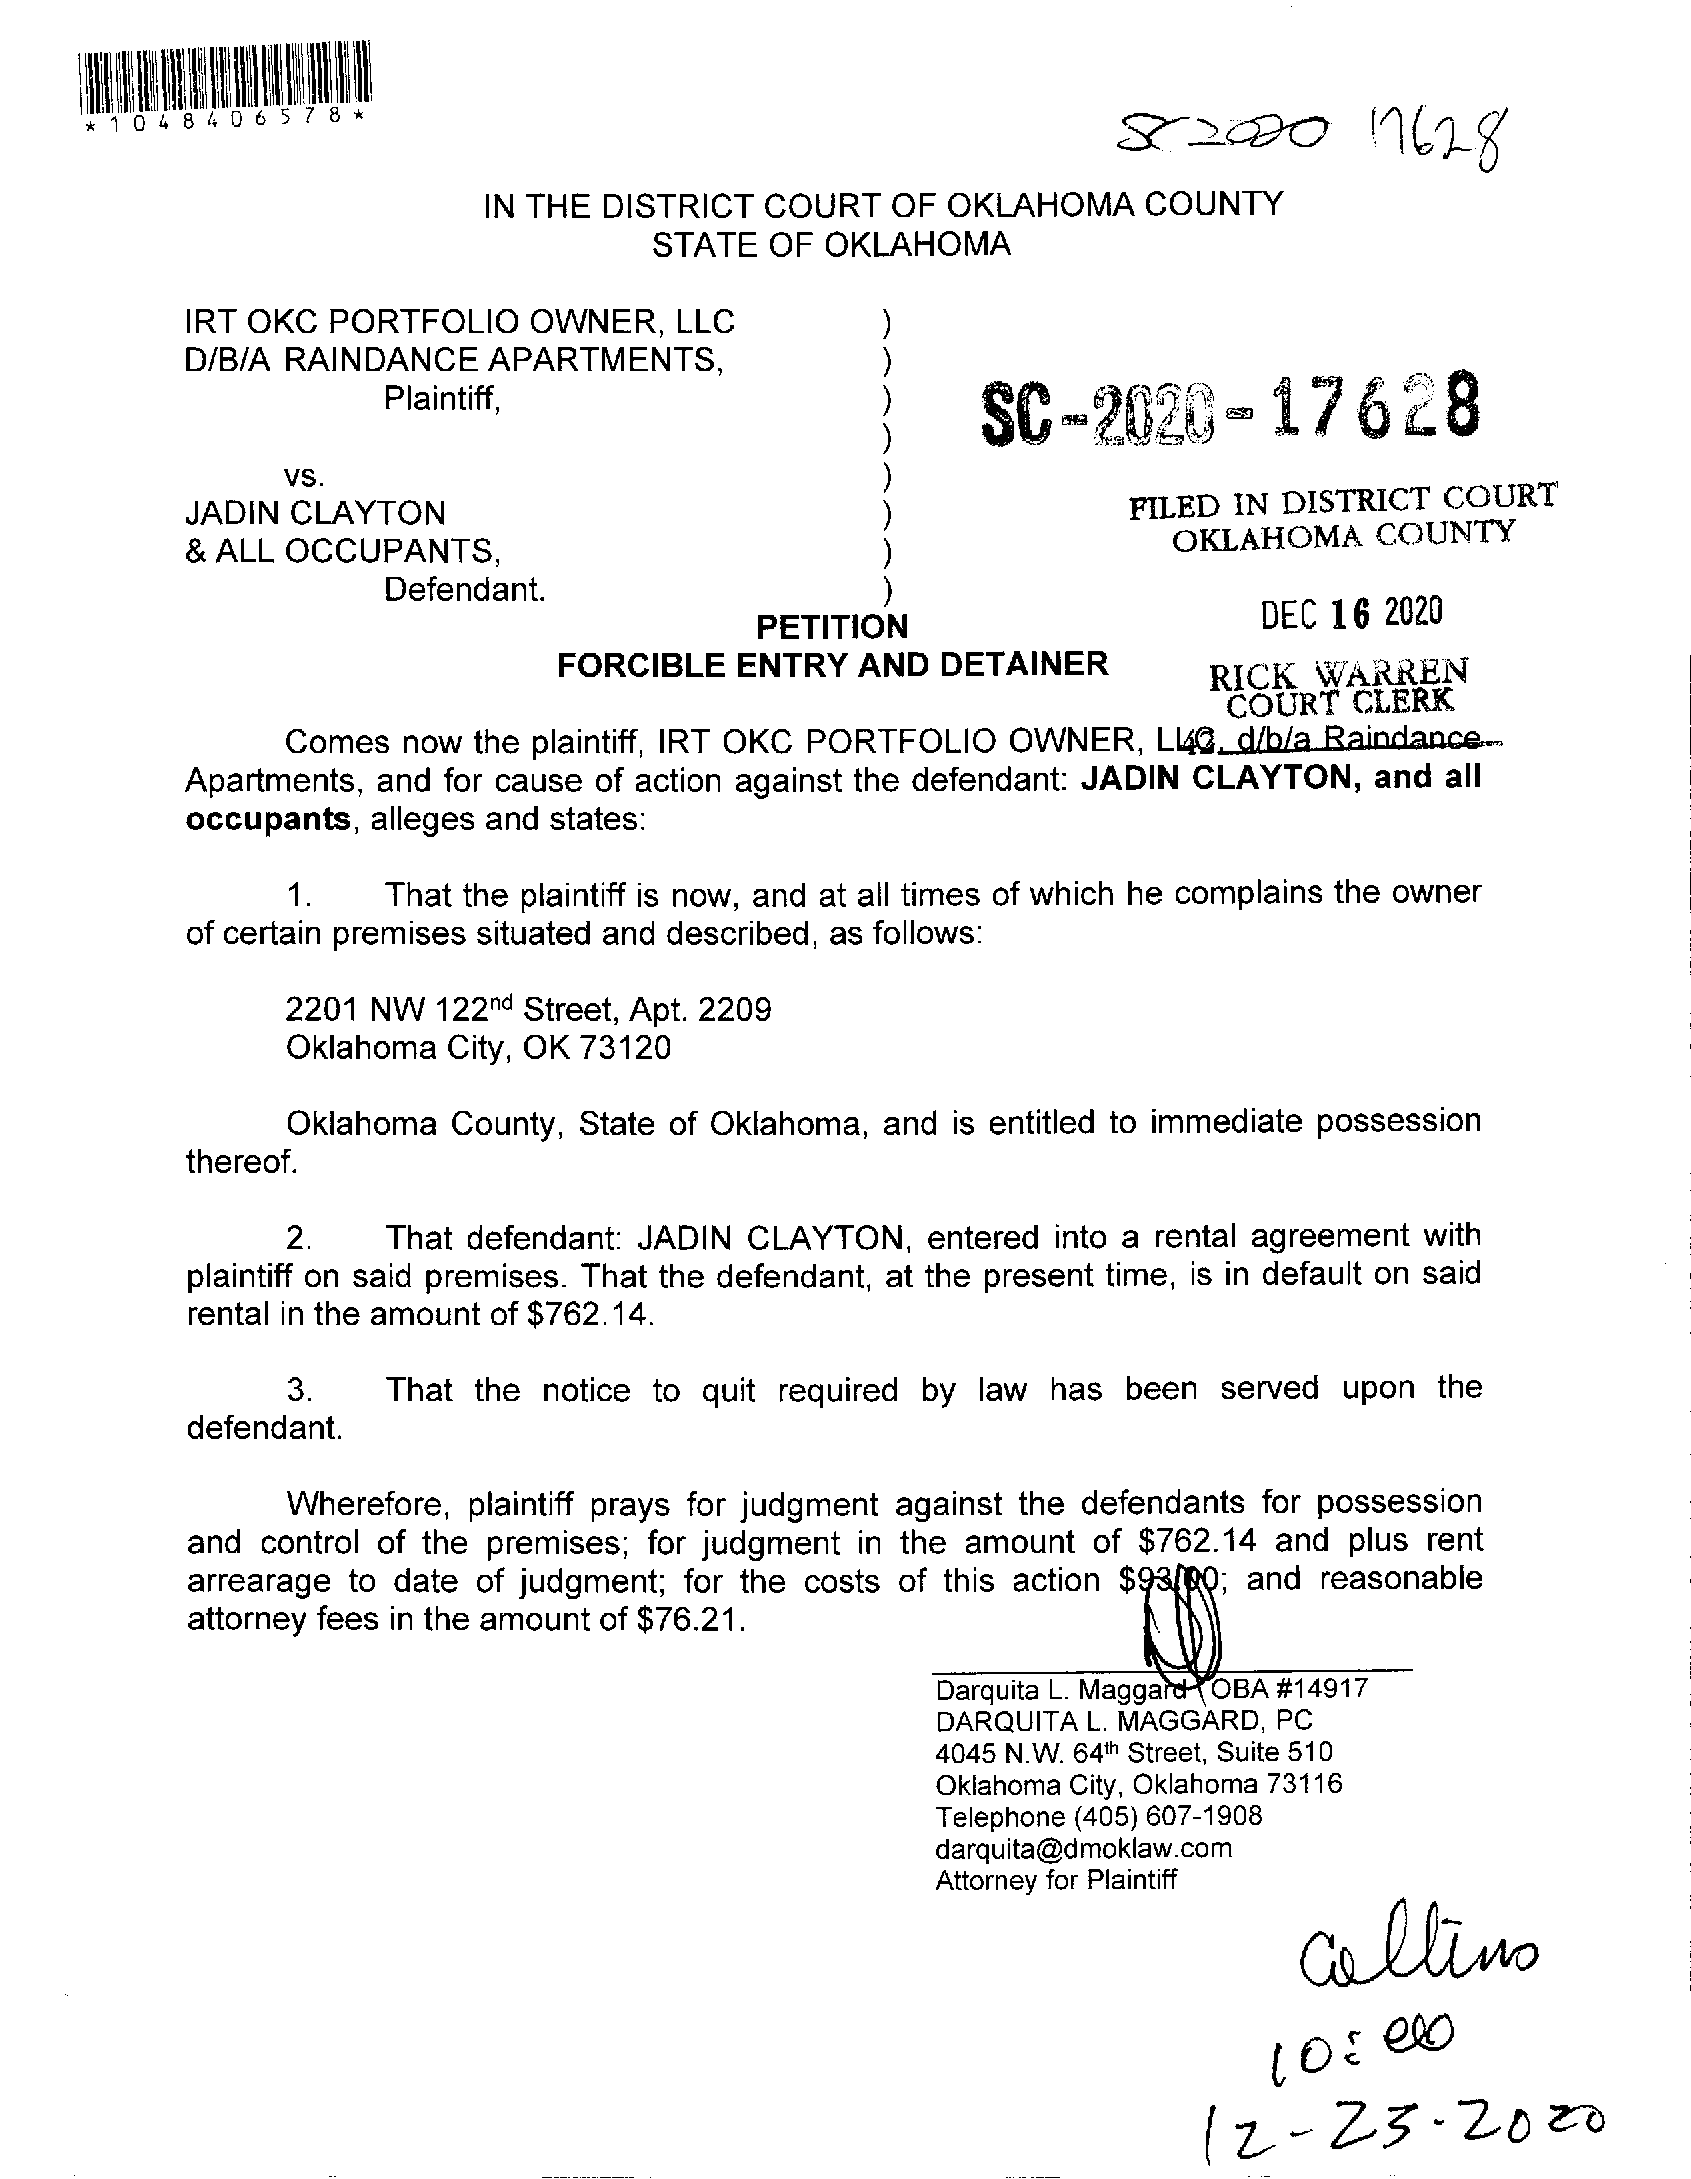 *1048406578*
SC 2020 17628
IN THE DISTRICT COURT OF OKLAHOMA COUNTY
STATE OF OKLAHOMA
IRT OKC PORTFOLIO OWNER, LLC )
D/B/A RAINDANCE APARTMENTS, )
Plaintiff, )
)
SC-2020-17628
vs. )
JADIN CLAYTON )
& ALL OCCUPANTS, )
Defendant. )
FILED IN DISTRICT COURT
OKLAHOMA COUNTY
DEC 16 2020
RICK WARREN
COURT CLERK
PETITION
FORCIBLE ENTRY AND DETAINER
Comes now the plaintiff, IRT OKC PORTFOLIO OWNER, LLC, d/b/a Raindance
Apartments, and for cause of action against the defendant: JADIN CLAYTON, and all
occupants, alleges and states:
1. That the plaintiff is now, and at all times of which he complains the owner
of certain premises situated and described, as follows:
2201 NW 122nd Street, Apt. 2209
Oklahoma City, OK 73120
Oklahoma County, State of Oklahoma, and is entitled to immediate possession
thereof.
2. That defendant: JADIN CLAYTON, entered into a rental agreement with
plaintiff on said premises. That the defendant, at the present time, is in default on said
rental in the amount of $762.14.
3. That the notice to quit required by law has been served upon the
defendant.
Wherefore, plaintiff prays for judgment against the defendants for possession
and control of the premises; for judgment in the amount of $762.14 and plus rent
arrearage to date of judgment; for the costs of this action $93.00; and reasonable
attorney fees in the amount of $76.21.
Darquita L. Maggard OBA #14917
DARQUITA L. MAGGARD, PC
4045 N.W. 64th Street, Suite 510
Oklahoma City, Oklahoma 73116
Telephone (405) 607-1908
darquita@dmoklaw.com
Attorney for Plaintiff
10:00
12-23-2020